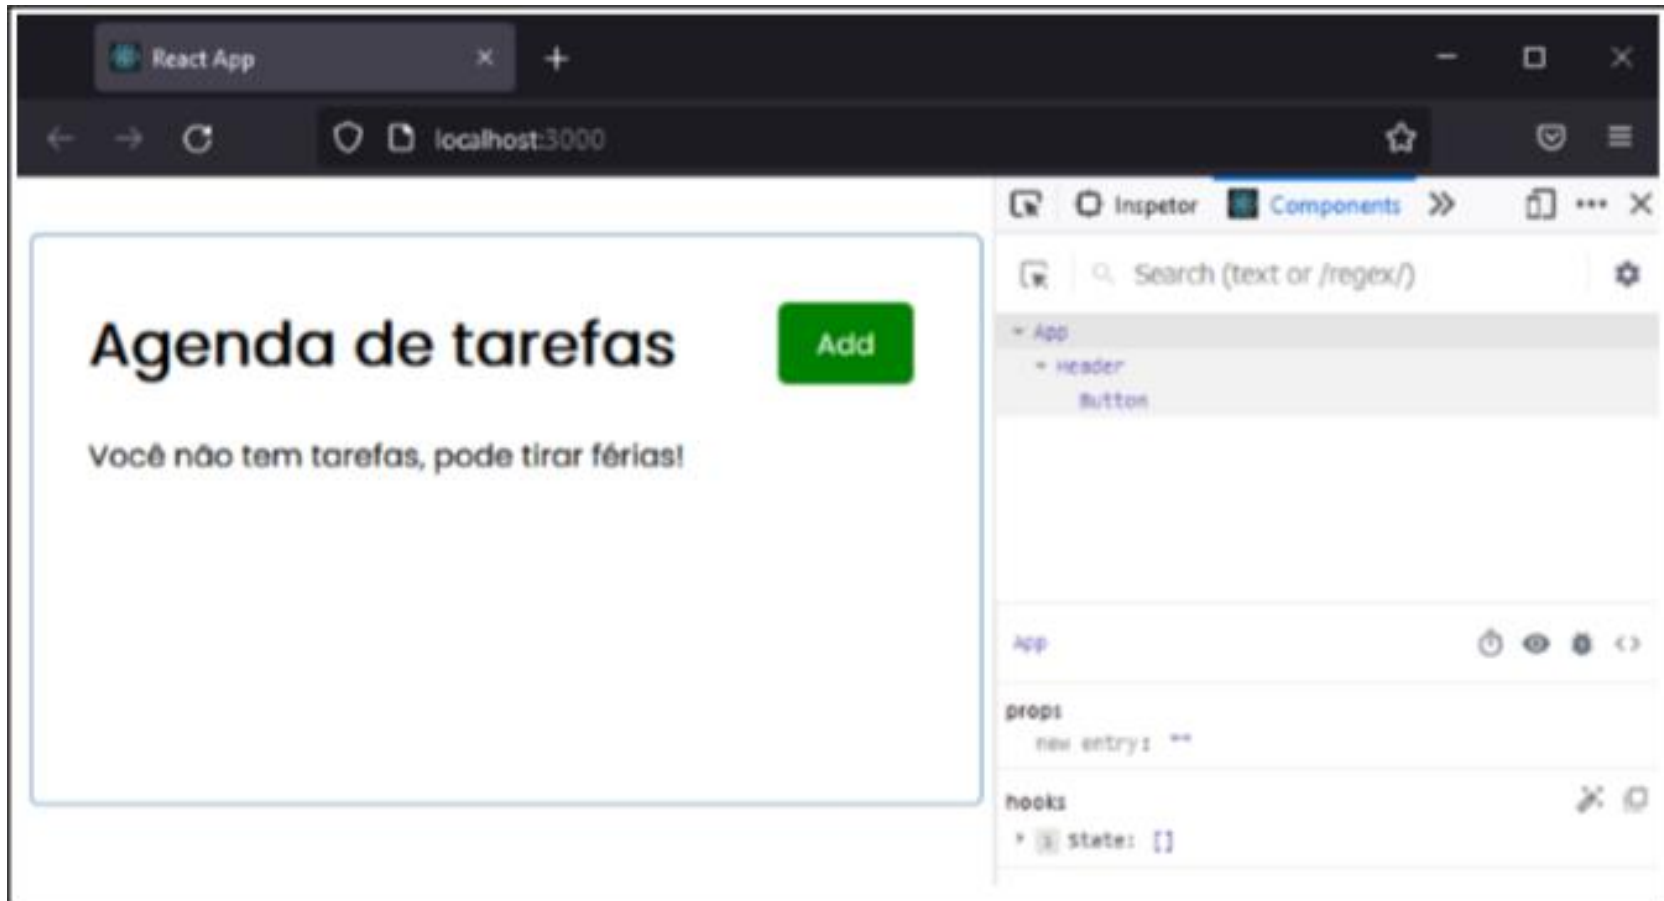 React App
localhost:3000
Inspetor Components
Search (text or /regex/)
Agenda de tarefas
Add
Você não tem tarefas, pode tirar férias!
App
Header
Button
App
props
new entry: ""
hooks
1 State: []